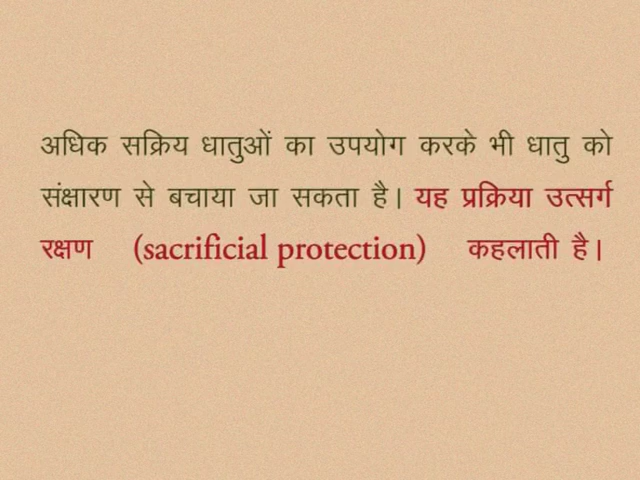 अधिक सक्रिय धातुओं का उपयोग करके भी धातु को
संक्षारण से बचाया जा सकता है। यह प्रक्रिया उत्सर्ग
रक्षण (sacrificial protection) कहलाती है।